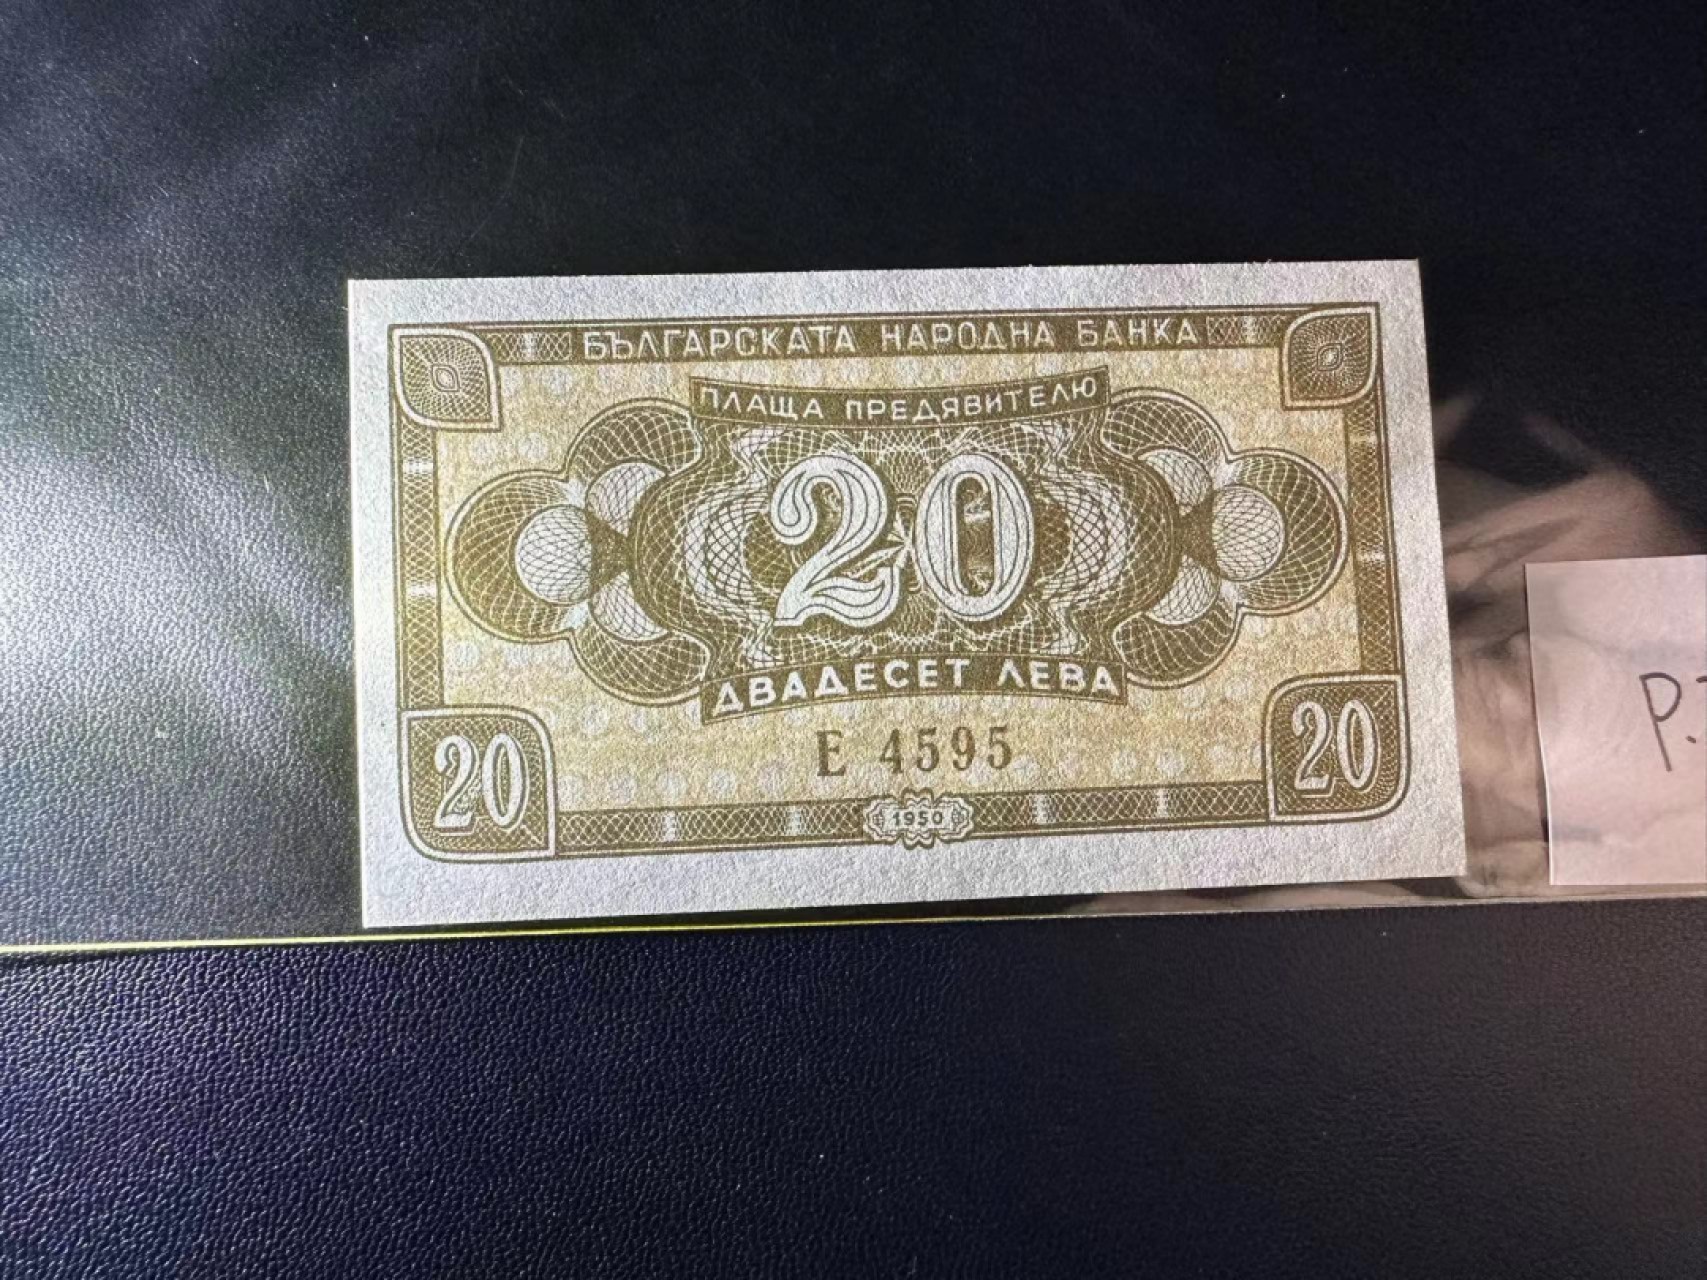 БЪЛГАРСКАТА НАРОДНА БАНКА
ПЛАЩА ПРЕДЯВИТЕЛЮ
20
ДВАДЕСЕТ ЛЕВА
Е 4595
20
20
1950